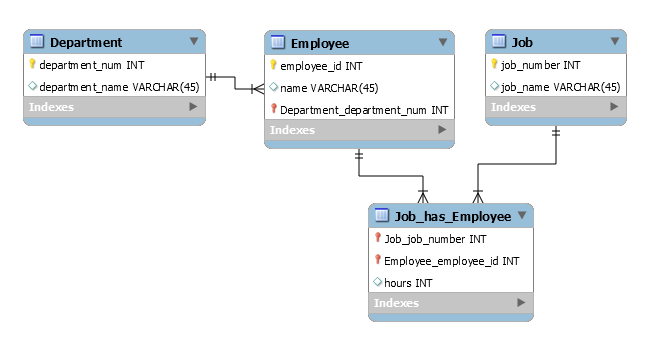 Department
department_num INT
department_name VARCHAR(45)
Indexes
Employee
employee_id INT
name VARCHAR(45)
Department_department_num INT
Indexes
Job
job_number INT
job_name VARCHAR(45)
Indexes
Job_has_Employee
Job_job_number INT
Employee_employee_id INT
hours INT
Indexes